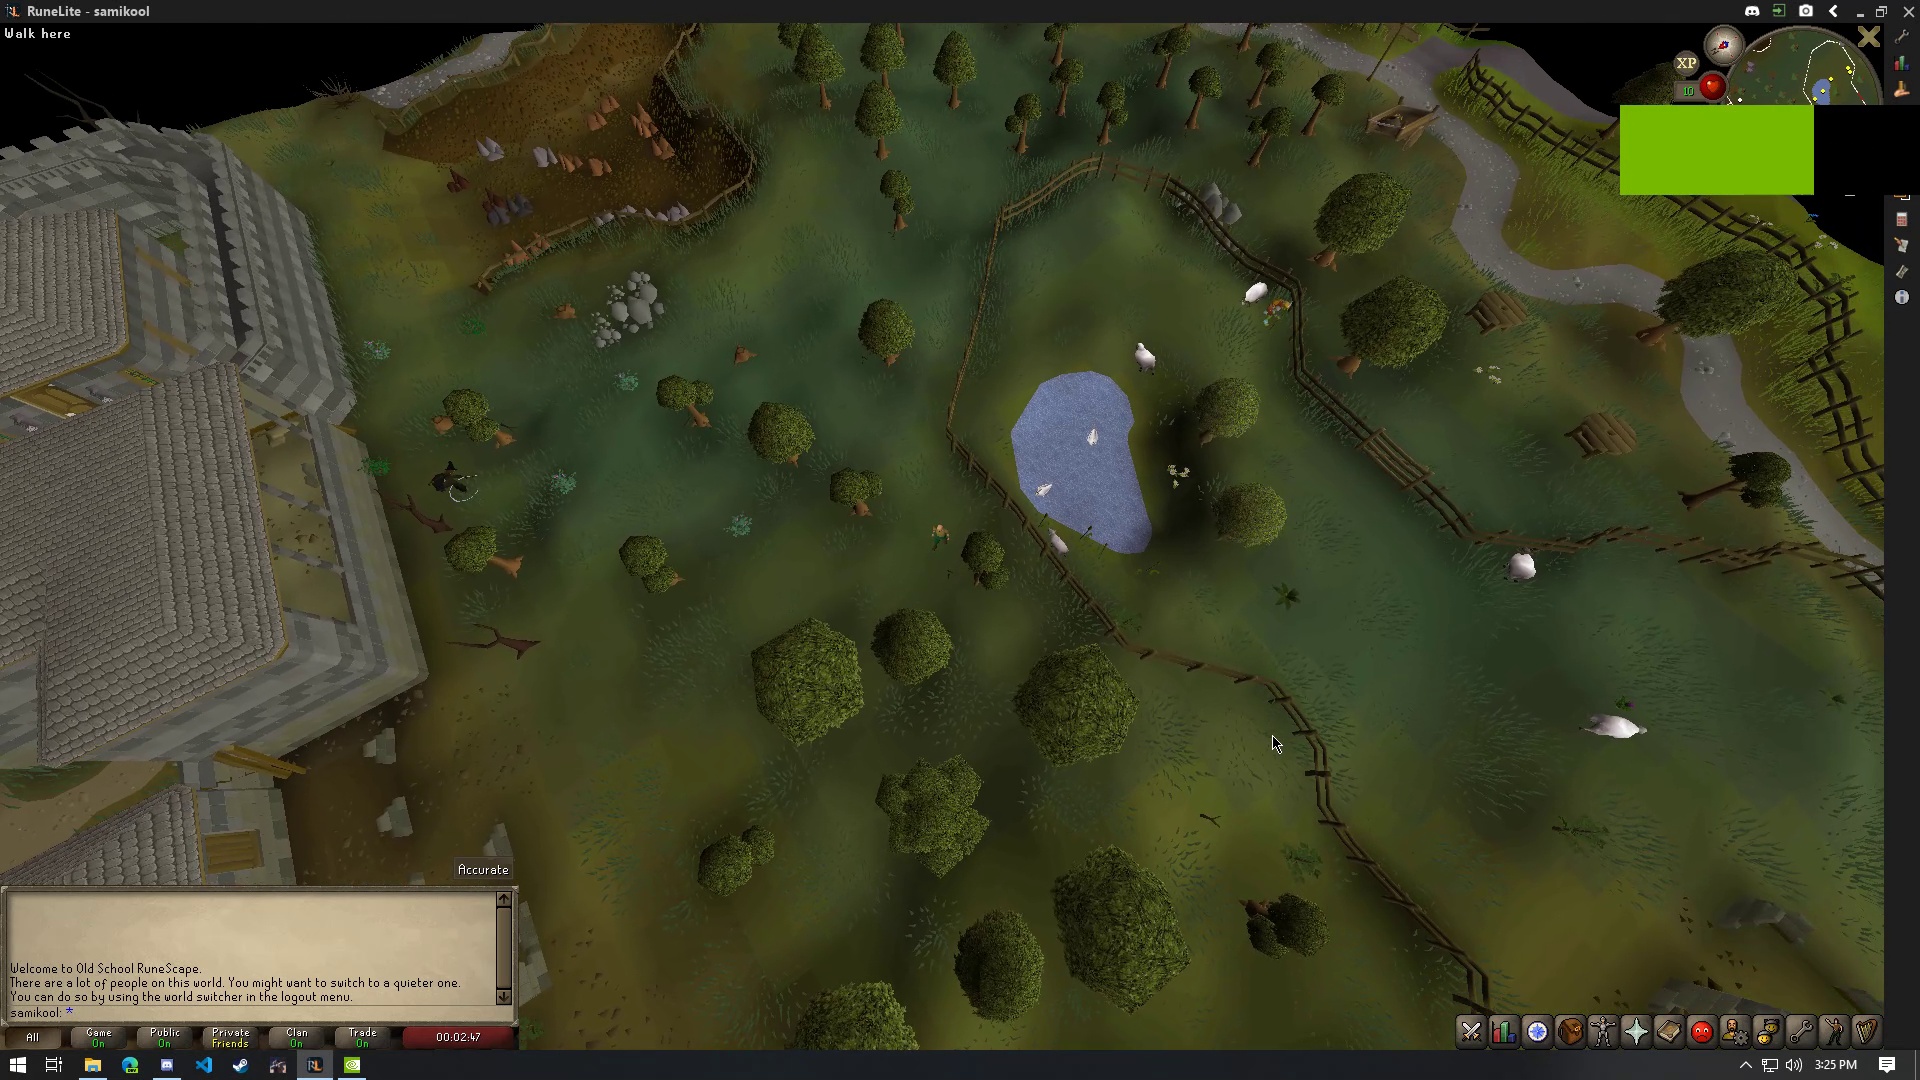 RuneLite - samikool
Walk here
XP
10
Accurate
Welcome to Old School RuneScape.
There are a lot of people on this world. You might want to switch to a quieter one.
You can do so by using the world switcher in the logout menu.
samikool: *
All
Game
On
Public
On
Private
Friends
Clan
On
Trade
On
00:02:47
3:25 PM